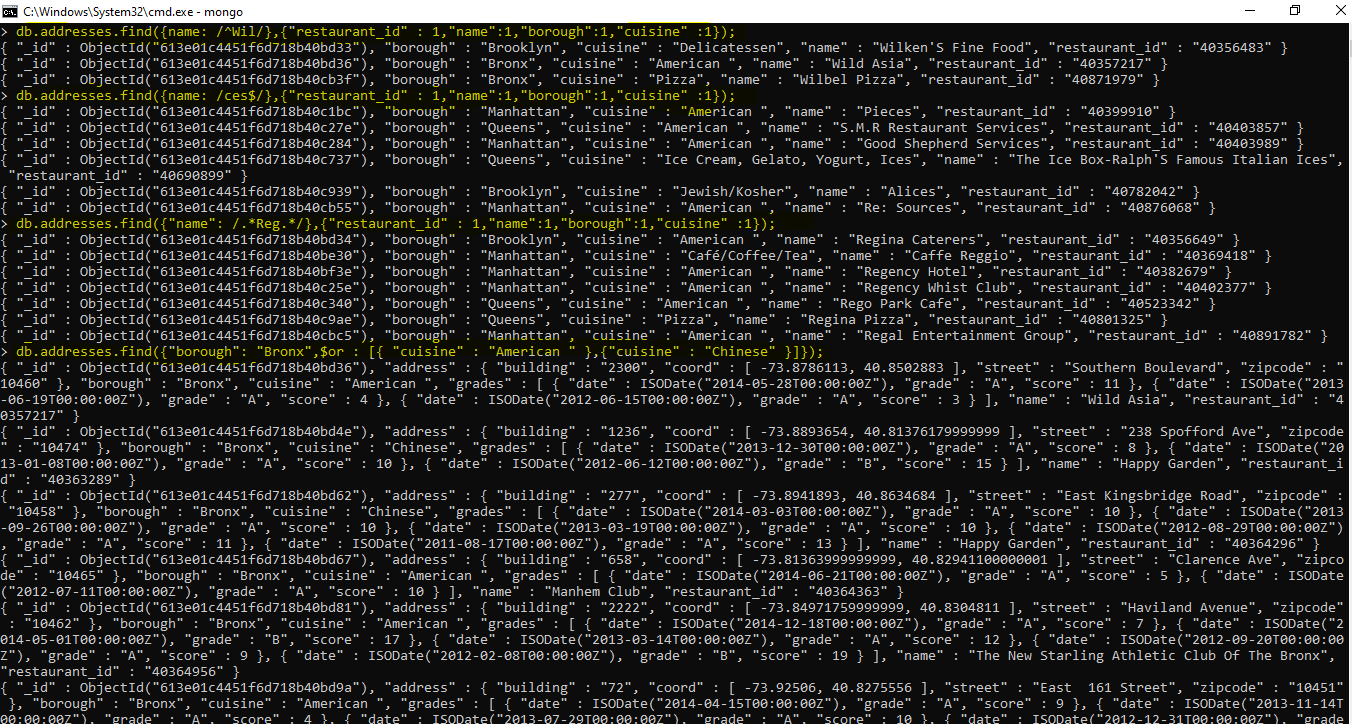 C:\Windows\System32\cmd.exe - mongo
> db.addresses.find({name: /^Wil/},{"restaurant_id" : 1,"name":1,"borough":1,"cuisine" :1});
{ "_id" : ObjectId("613e01c4451f6d718b40bd33"), "borough" : "Brooklyn", "cuisine" : "Delicatessen", "name" : "Wilken'S Fine Food", "restaurant_id" : "40356483" }
{ "_id" : ObjectId("613e01c4451f6d718b40bd36"), "borough" : "Bronx", "cuisine" : "American ", "name" : "Wild Asia", "restaurant_id" : "40357217" }
{ "_id" : ObjectId("613e01c4451f6d718b40cb3f"), "borough" : "Bronx", "cuisine" : "Pizza", "name" : "Wilbel Pizza", "restaurant_id" : "40871979" }
> db.addresses.find({name: /ces$/},{"restaurant_id" : 1,"name":1,"borough":1,"cuisine" :1});
{ "_id" : ObjectId("613e01c4451f6d718b40c1bc"), "borough" : "Manhattan", "cuisine" : "American ", "name" : "Pieces", "restaurant_id" : "40399910" }
{ "_id" : ObjectId("613e01c4451f6d718b40c27e"), "borough" : "Queens", "cuisine" : "American ", "name" : "S.M.R Restaurant Services", "restaurant_id" : "40403857" }
{ "_id" : ObjectId("613e01c4451f6d718b40c284"), "borough" : "Manhattan", "cuisine" : "American ", "name" : "Good Shepherd Services", "restaurant_id" : "40403989" }
{ "_id" : ObjectId("613e01c4451f6d718b40c737"), "borough" : "Queens", "cuisine" : "Ice Cream, Gelato, Yogurt, Ices", "name" : "The Ice Box-Ralph'S Famous Italian Ices",
"restaurant_id" : "40690899" }
{ "_id" : ObjectId("613e01c4451f6d718b40c939"), "borough" : "Brooklyn", "cuisine" : "Jewish/Kosher", "name" : "Alices", "restaurant_id" : "40782042" }
{ "_id" : ObjectId("613e01c4451f6d718b40cb55"), "borough" : "Manhattan", "cuisine" : "American ", "name" : "Re: Sources", "restaurant_id" : "40876068" }
> db.addresses.find({"name": /.*Reg.*/},{"restaurant_id" : 1,"name":1,"borough":1,"cuisine" :1});
{ "_id" : ObjectId("613e01c4451f6d718b40bd34"), "borough" : "Brooklyn", "cuisine" : "American ", "name" : "Regina Caterers", "restaurant_id" : "40356649" }
{ "_id" : ObjectId("613e01c4451f6d718b40be30"), "borough" : "Manhattan", "cuisine" : "Café/Coffee/Tea", "name" : "Caffe Reggio", "restaurant_id" : "40369418" }
{ "_id" : ObjectId("613e01c4451f6d718b40bf3e"), "borough" : "Manhattan", "cuisine" : "American ", "name" : "Regency Hotel", "restaurant_id" : "40382679" }
{ "_id" : ObjectId("613e01c4451f6d718b40c25e"), "borough" : "Manhattan", "cuisine" : "American ", "name" : "Regency Whist Club", "restaurant_id" : "40402377" }
{ "_id" : ObjectId("613e01c4451f6d718b40c340"), "borough" : "Queens", "cuisine" : "American ", "name" : "Rego Park Cafe", "restaurant_id" : "40523342" }
{ "_id" : ObjectId("613e01c4451f6d718b40c9ae"), "borough" : "Queens", "cuisine" : "Pizza", "name" : "Regina Pizza", "restaurant_id" : "40801325" }
{ "_id" : ObjectId("613e01c4451f6d718b40cbc5"), "borough" : "Manhattan", "cuisine" : "American ", "name" : "Regal Entertainment Group", "restaurant_id" : "40891782" }
> db.addresses.find({"borough": "Bronx",$or : [{ "cuisine" : "American " },{"cuisine" : "Chinese" }]});
{ "_id" : ObjectId("613e01c4451f6d718b40bd36"), "address" : { "building" : "2300", "coord" : [ -73.8786113, 40.8502883 ], "street" : "Southern Boulevard", "zipcode" : "
10460" }, "borough" : "Bronx", "cuisine" : "American ", "grades" : [ { "date" : ISODate("2014-05-28T00:00:00Z"), "grade" : "A", "score" : 11 }, { "date" : ISODate("2013
-06-19T00:00:00Z"), "grade" : "A", "score" : 4 }, { "date" : ISODate("2012-06-15T00:00:00Z"), "grade" : "A", "score" : 3 } ], "name" : "Wild Asia", "restaurant_id" : "4
0357217" }
{ "_id" : ObjectId("613e01c4451f6d718b40bd4e"), "address" : { "building" : "1236", "coord" : [ -73.8893654, 40.81376179999999 ], "street" : "238 Spofford Ave", "zipcode
" : "10474" }, "borough" : "Bronx", "cuisine" : "Chinese", "grades" : [ { "date" : ISODate("2013-12-30T00:00:00Z"), "grade" : "A", "score" : 8 }, { "date" : ISODate("20
13-01-08T00:00:00Z"), "grade" : "A", "score" : 10 }, { "date" : ISODate("2012-06-12T00:00:00Z"), "grade" : "B", "score" : 15 } ], "name" : "Happy Garden", "restaurant_i
d" : "40363289" }
{ "_id" : ObjectId("613e01c4451f6d718b40bd62"), "address" : { "building" : "277", "coord" : [ -73.8941893, 40.8634684 ], "street" : "East Kingsbridge Road", "zipcode" :
"10458" }, "borough" : "Bronx", "cuisine" : "Chinese", "grades" : [ { "date" : ISODate("2014-03-03T00:00:00Z"), "grade" : "A", "score" : 10 }, { "date" : ISODate("2013
-09-26T00:00:00Z"), "grade" : "A", "score" : 10 }, { "date" : ISODate("2013-03-19T00:00:00Z"), "grade" : "A", "score" : 10 }, { "date" : ISODate("2012-08-29T00:00:00Z")
, "grade" : "A", "score" : 11 }, { "date" : ISODate("2011-08-17T00:00:00Z"), "grade" : "A", "score" : 13 } ], "name" : "Happy Garden", "restaurant_id" : "40364296" }
{ "_id" : ObjectId("613e01c4451f6d718b40bd67"), "address" : { "building" : "658", "coord" : [ -73.81363999999999, 40.82941100000001 ], "street" : "Clarence Ave", "zipco
de" : "10465" }, "borough" : "Bronx", "cuisine" : "American ", "grades" : [ { "date" : ISODate("2014-06-21T00:00:00Z"), "grade" : "A", "score" : 5 }, { "date" : ISODate
("2012-07-11T00:00:00Z"), "grade" : "A", "score" : 10 } ], "name" : "Manhem Club", "restaurant_id" : "40364363" }
{ "_id" : ObjectId("613e01c4451f6d718b40bd81"), "address" : { "building" : "2222", "coord" : [ -73.84971759999999, 40.8304811 ], "street" : "Haviland Avenue", "zipcode"
: "10462" }, "borough" : "Bronx", "cuisine" : "American ", "grades" : [ { "date" : ISODate("2014-12-18T00:00:00Z"), "grade" : "A", "score" : 7 }, { "date" : ISODate("2
014-05-01T00:00:00Z"), "grade" : "B", "score" : 17 }, { "date" : ISODate("2013-03-14T00:00:00Z"), "grade" : "A", "score" : 12 }, { "date" : ISODate("2012-09-20T00:00:00
Z"), "grade" : "A", "score" : 9 }, { "date" : ISODate("2012-02-08T00:00:00Z"), "grade" : "B", "score" : 19 } ], "name" : "The New Starling Athletic Club Of The Bronx",
"restaurant_id" : "40364956" }
{ "_id" : ObjectId("613e01c4451f6d718b40bd9a"), "address" : { "building" : "72", "coord" : [ -73.92506, 40.8275556 ], "street" : "East  161 Street", "zipcode" : "10451"
}, "borough" : "Bronx", "cuisine" : "American ", "grades" : [ { "date" : ISODate("2014-04-15T00:00:00Z"), "grade" : "A", "score" : 9 }, { "date" : ISODate("2013-11-14T
00:00:00Z"), "grade" : "A", "score" : 4 }, { "date" : ISODate("2013-07-29T00:00:00Z"), "grade" : "A", "score" : 10 }, { "date" : ISODate("2012-12-31T00:00:00Z"), "grade